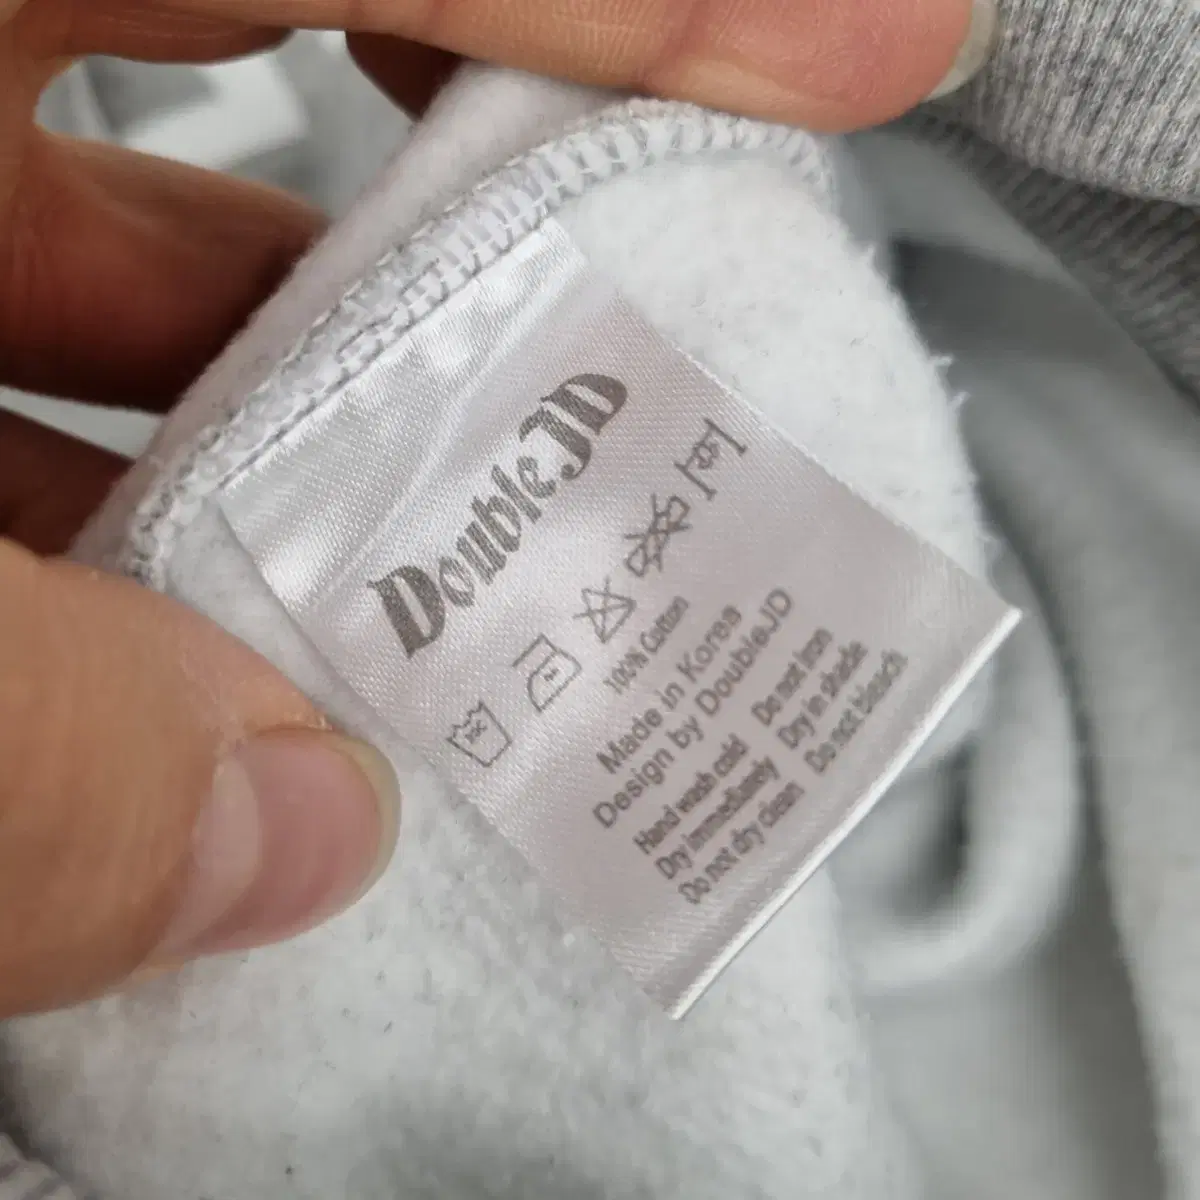 DoubleJD
100% Cotton
Made in Korea
Design by DoubleJD
Hand wash cold Do not iron
Dry immediately Dry in shade
Do not dry clean Do not bleach